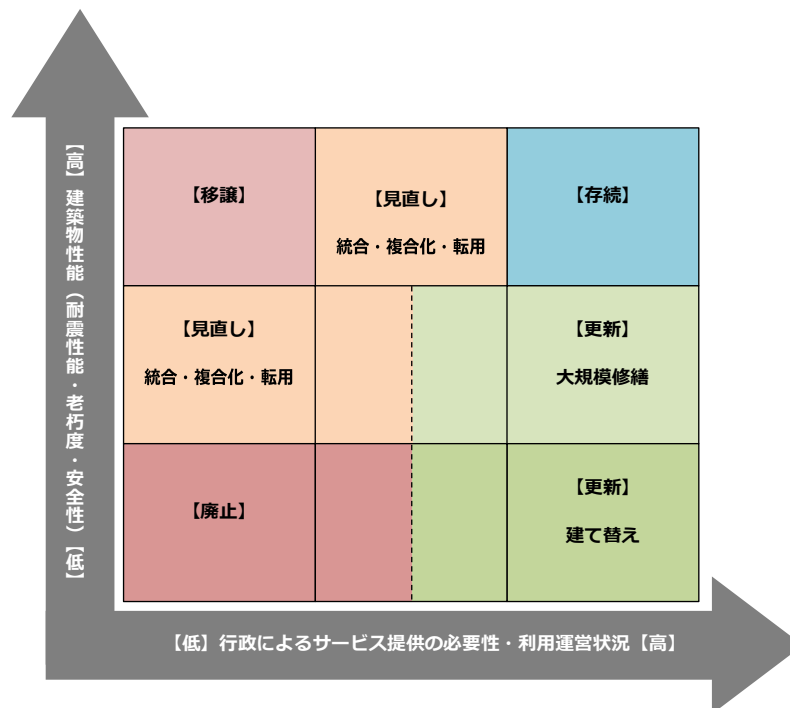 【高】建築物性能（耐震性能・老朽度・安全性）【低】
【移譲】
【見直し】
統合・複合化・転用
【存続】
【見直し】
統合・複合化・転用
【更新】
大規模修繕
【廃止】
【更新】
建て替え
【低】行政によるサービス提供の必要性・利用運営状況【高】